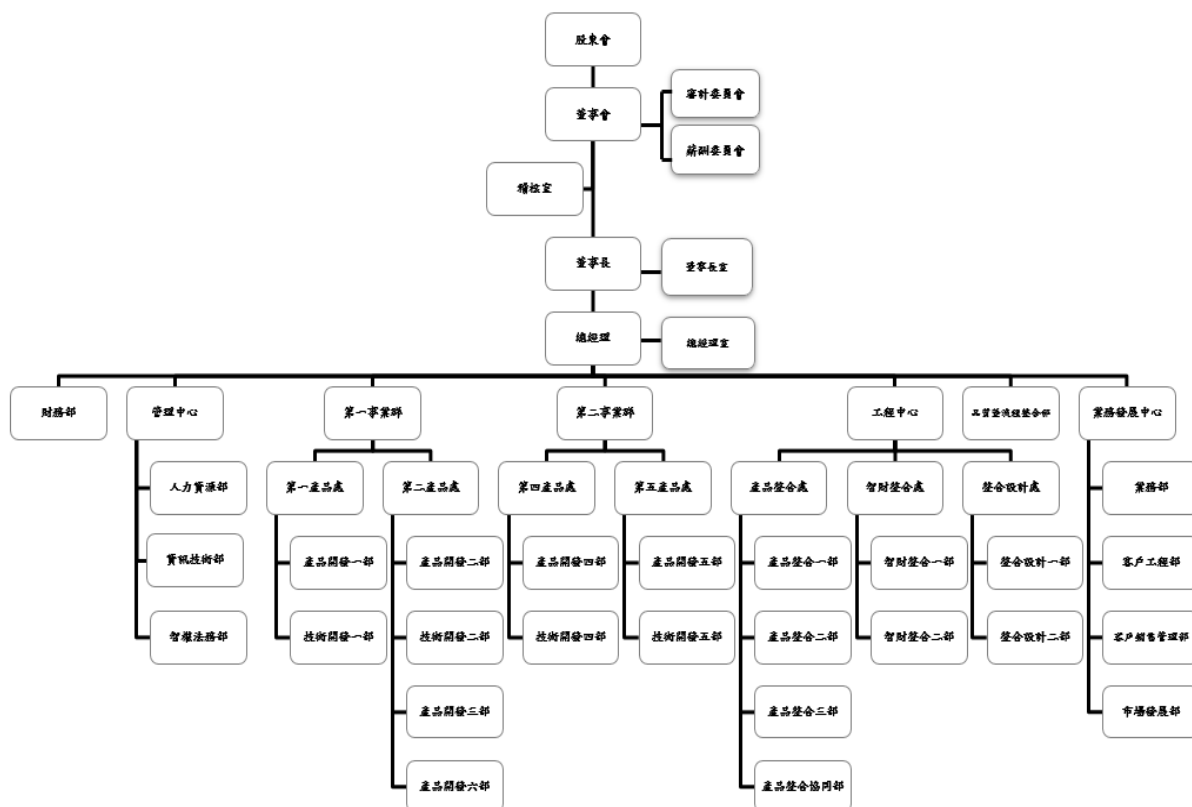 股東會
董事會
審計委員會
薪酬委員會
稽核室
董事長
董事長室
總經理
總經理室
財務部
管理中心
第一事業群
第二事業群
工程中心
品質暨流程整合部
業務發展中心
人力資源部
第一產品處
第二產品處
第四產品處
第五產品處
產品整合處
智財整合處
整合設計處
業務部
資訊技術部
產品開發一部
產品開發二部
產品開發四部
產品開發五部
產品整合一部
智財整合一部
整合設計一部
客戶工程部
智權法務部
技術開發一部
技術開發二部
技術開發四部
技術開發五部
產品整合二部
智財整合二部
整合設計二部
客戶銷售管理部
產品開發三部
產品整合三部
市場發展部
產品開發六部
產品整合協同部